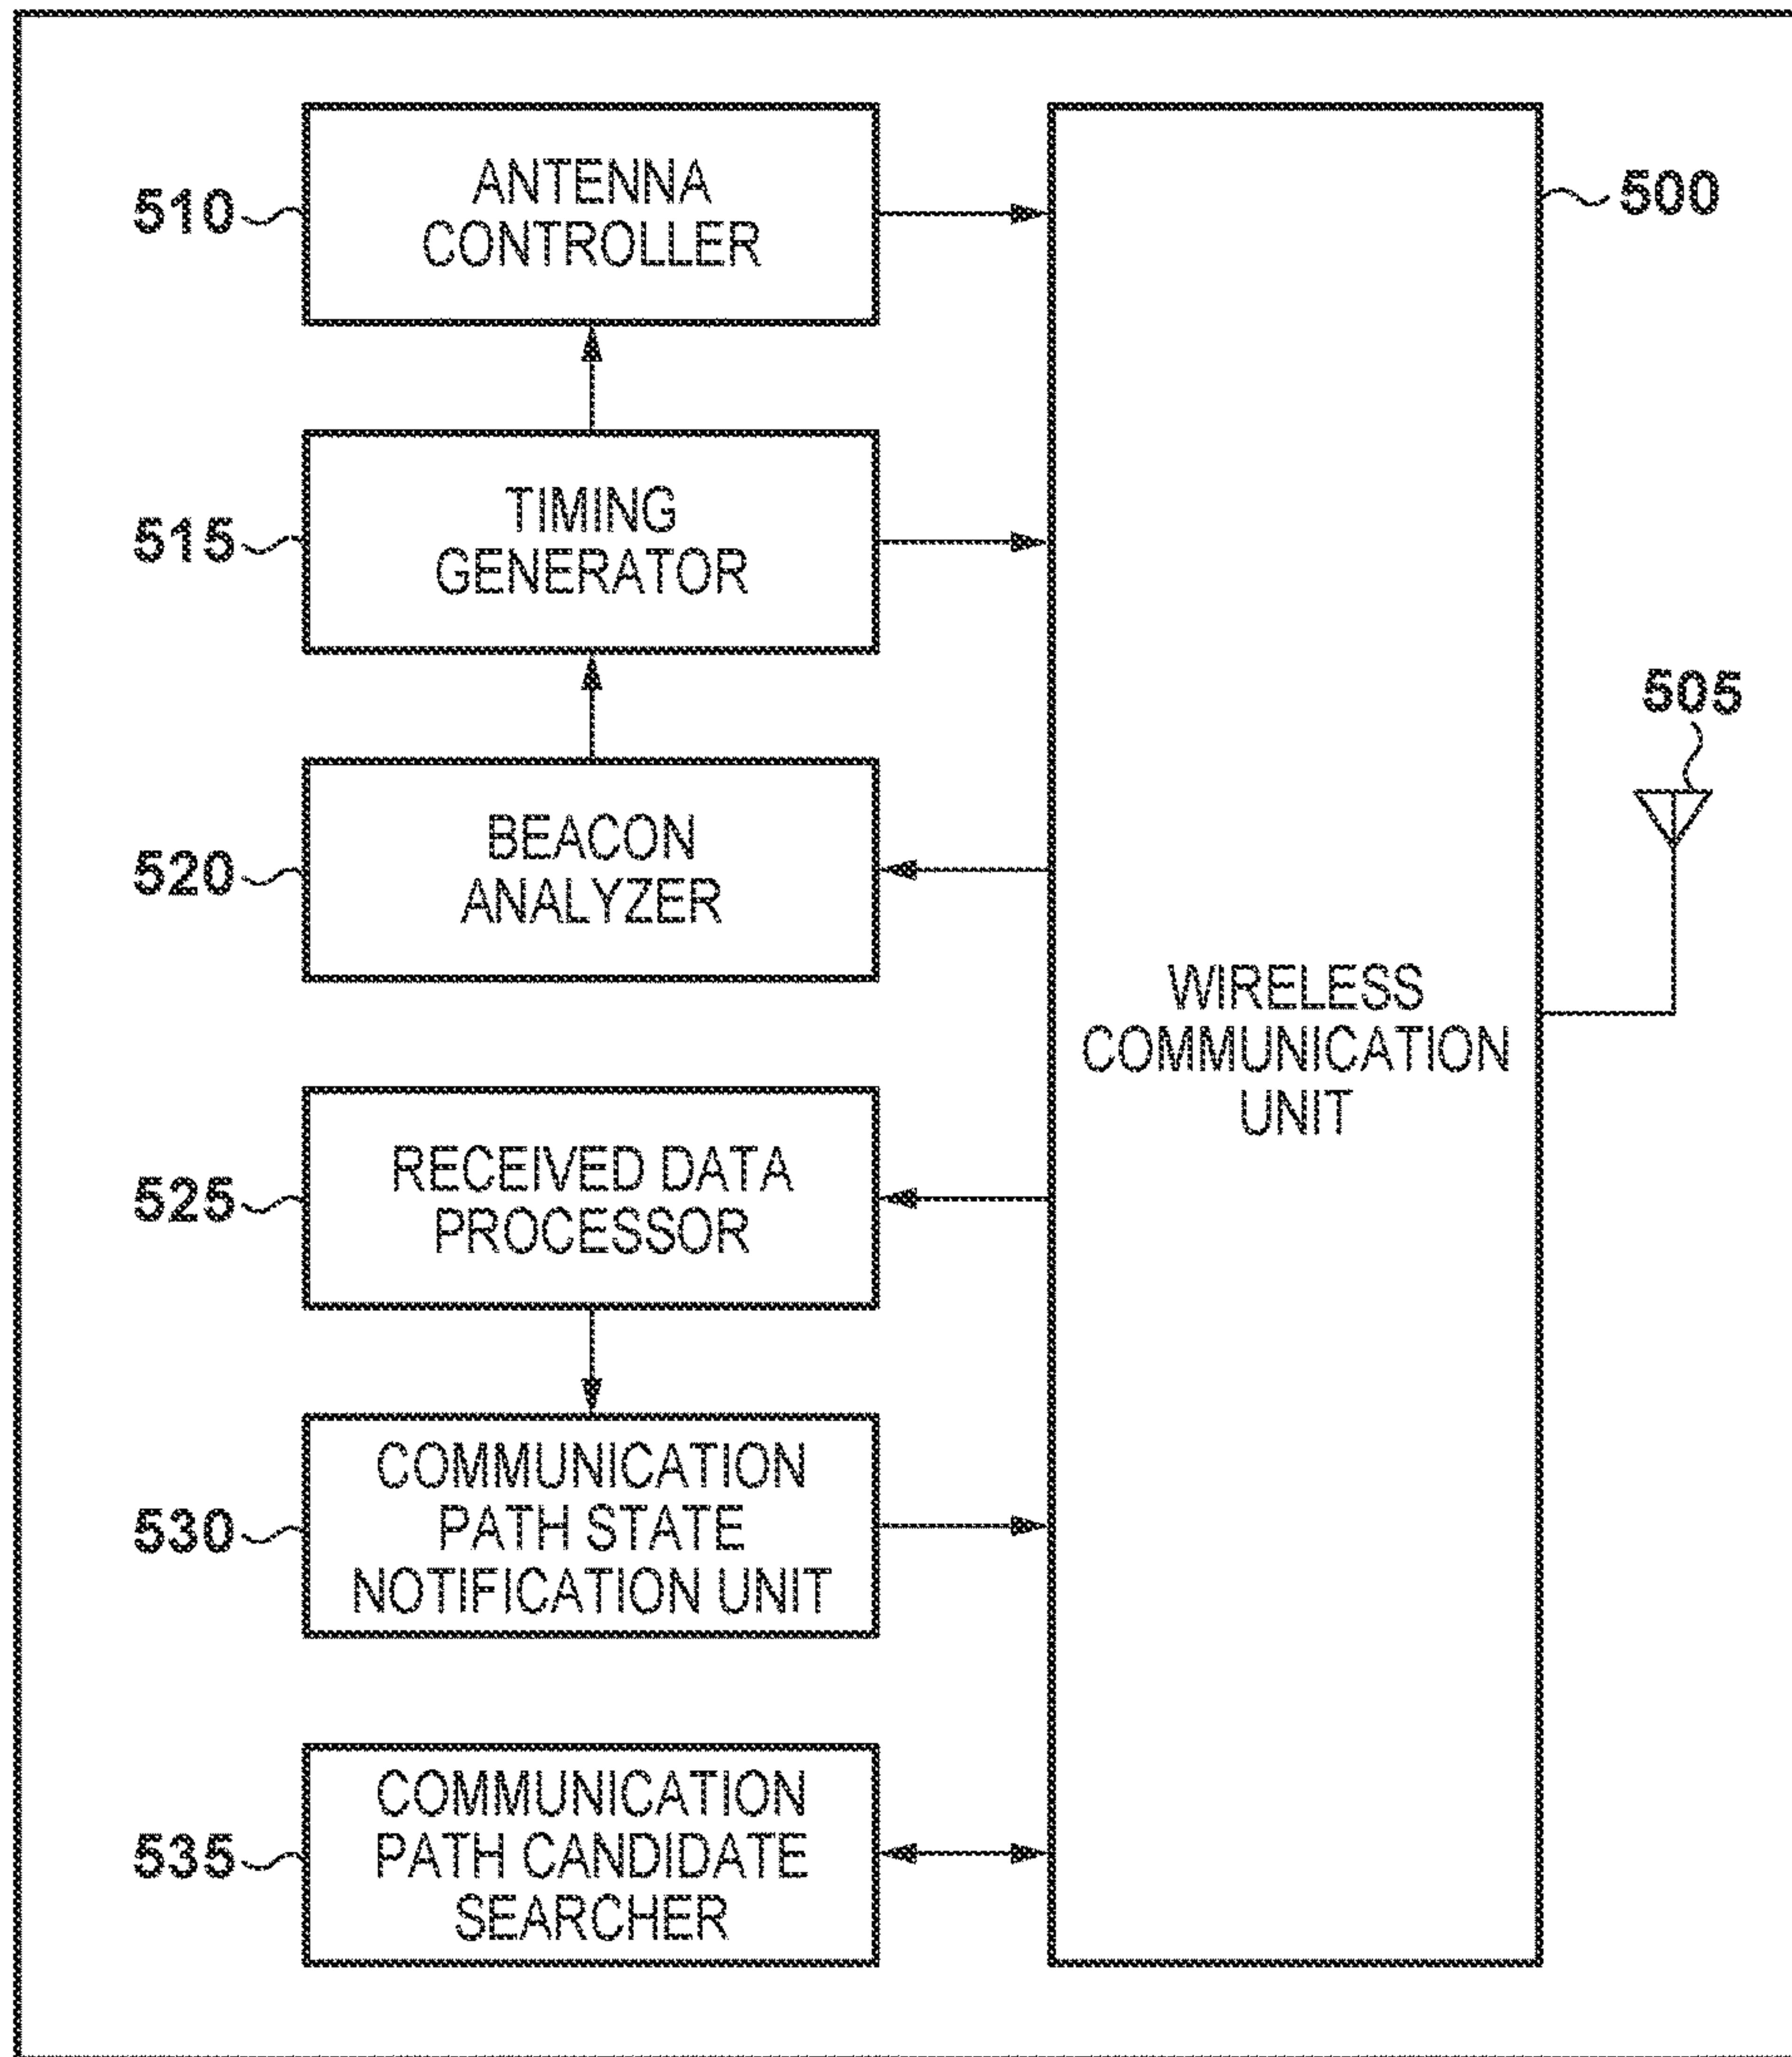 510
ANTENNA
CONTROLLER
500
515
TIMING
GENERATOR
505
520
BEACON
ANALYZER
WIRELESS
COMMUNICATION
UNIT
525
RECEIVED DATA
PROCESSOR
530
COMMUNICATION
PATH STATE
NOTIFICATION UNIT
535
COMMUNICATION
PATH CANDIDATE
SEARCHER